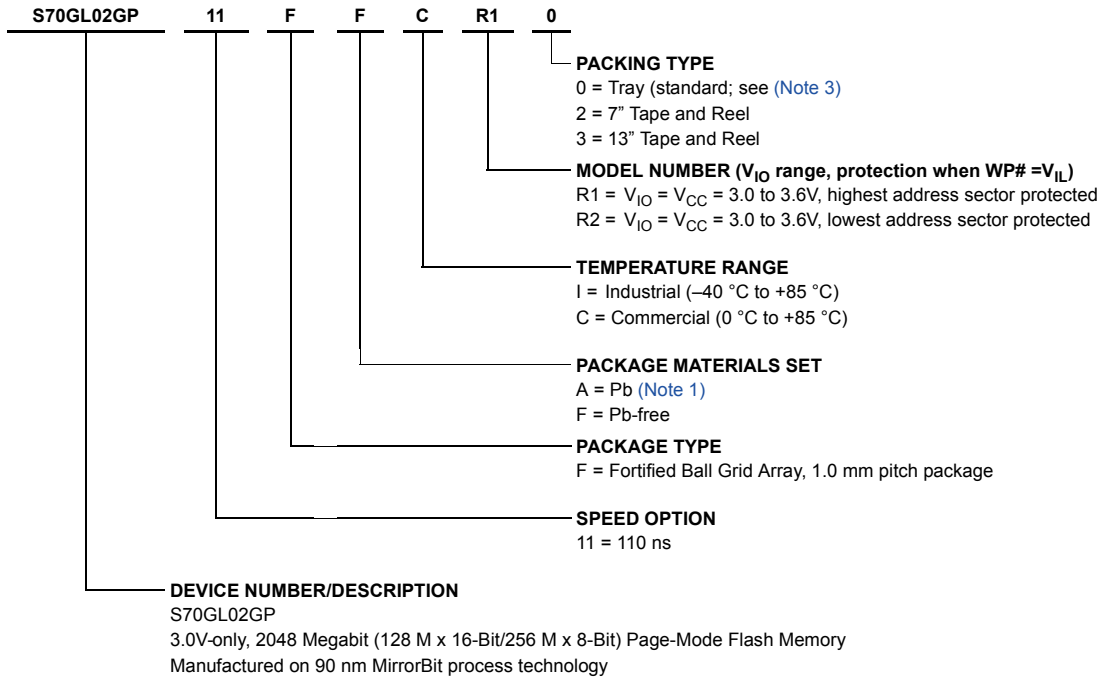 S70GL02GP 11 F F C R1 0
PACKING TYPE
0 = Tray (standard; see (Note 3)
2 = 7” Tape and Reel
3 = 13” Tape and Reel
MODEL NUMBER (VIO range, protection when WP# =VIL)
R1 = VIO = VCC = 3.0 to 3.6V, highest address sector protected
R2 = VIO = VCC = 3.0 to 3.6V, lowest address sector protected
TEMPERATURE RANGE
I = Industrial (–40 °C to +85 °C)
C = Commercial (0 °C to +85 °C)
PACKAGE MATERIALS SET
A = Pb (Note 1)
F = Pb-free
PACKAGE TYPE
F = Fortified Ball Grid Array, 1.0 mm pitch package
SPEED OPTION
11 = 110 ns
DEVICE NUMBER/DESCRIPTION
S70GL02GP
3.0V-only, 2048 Megabit (128 M x 16-Bit/256 M x 8-Bit) Page-Mode Flash Memory
Manufactured on 90 nm MirrorBit process technology